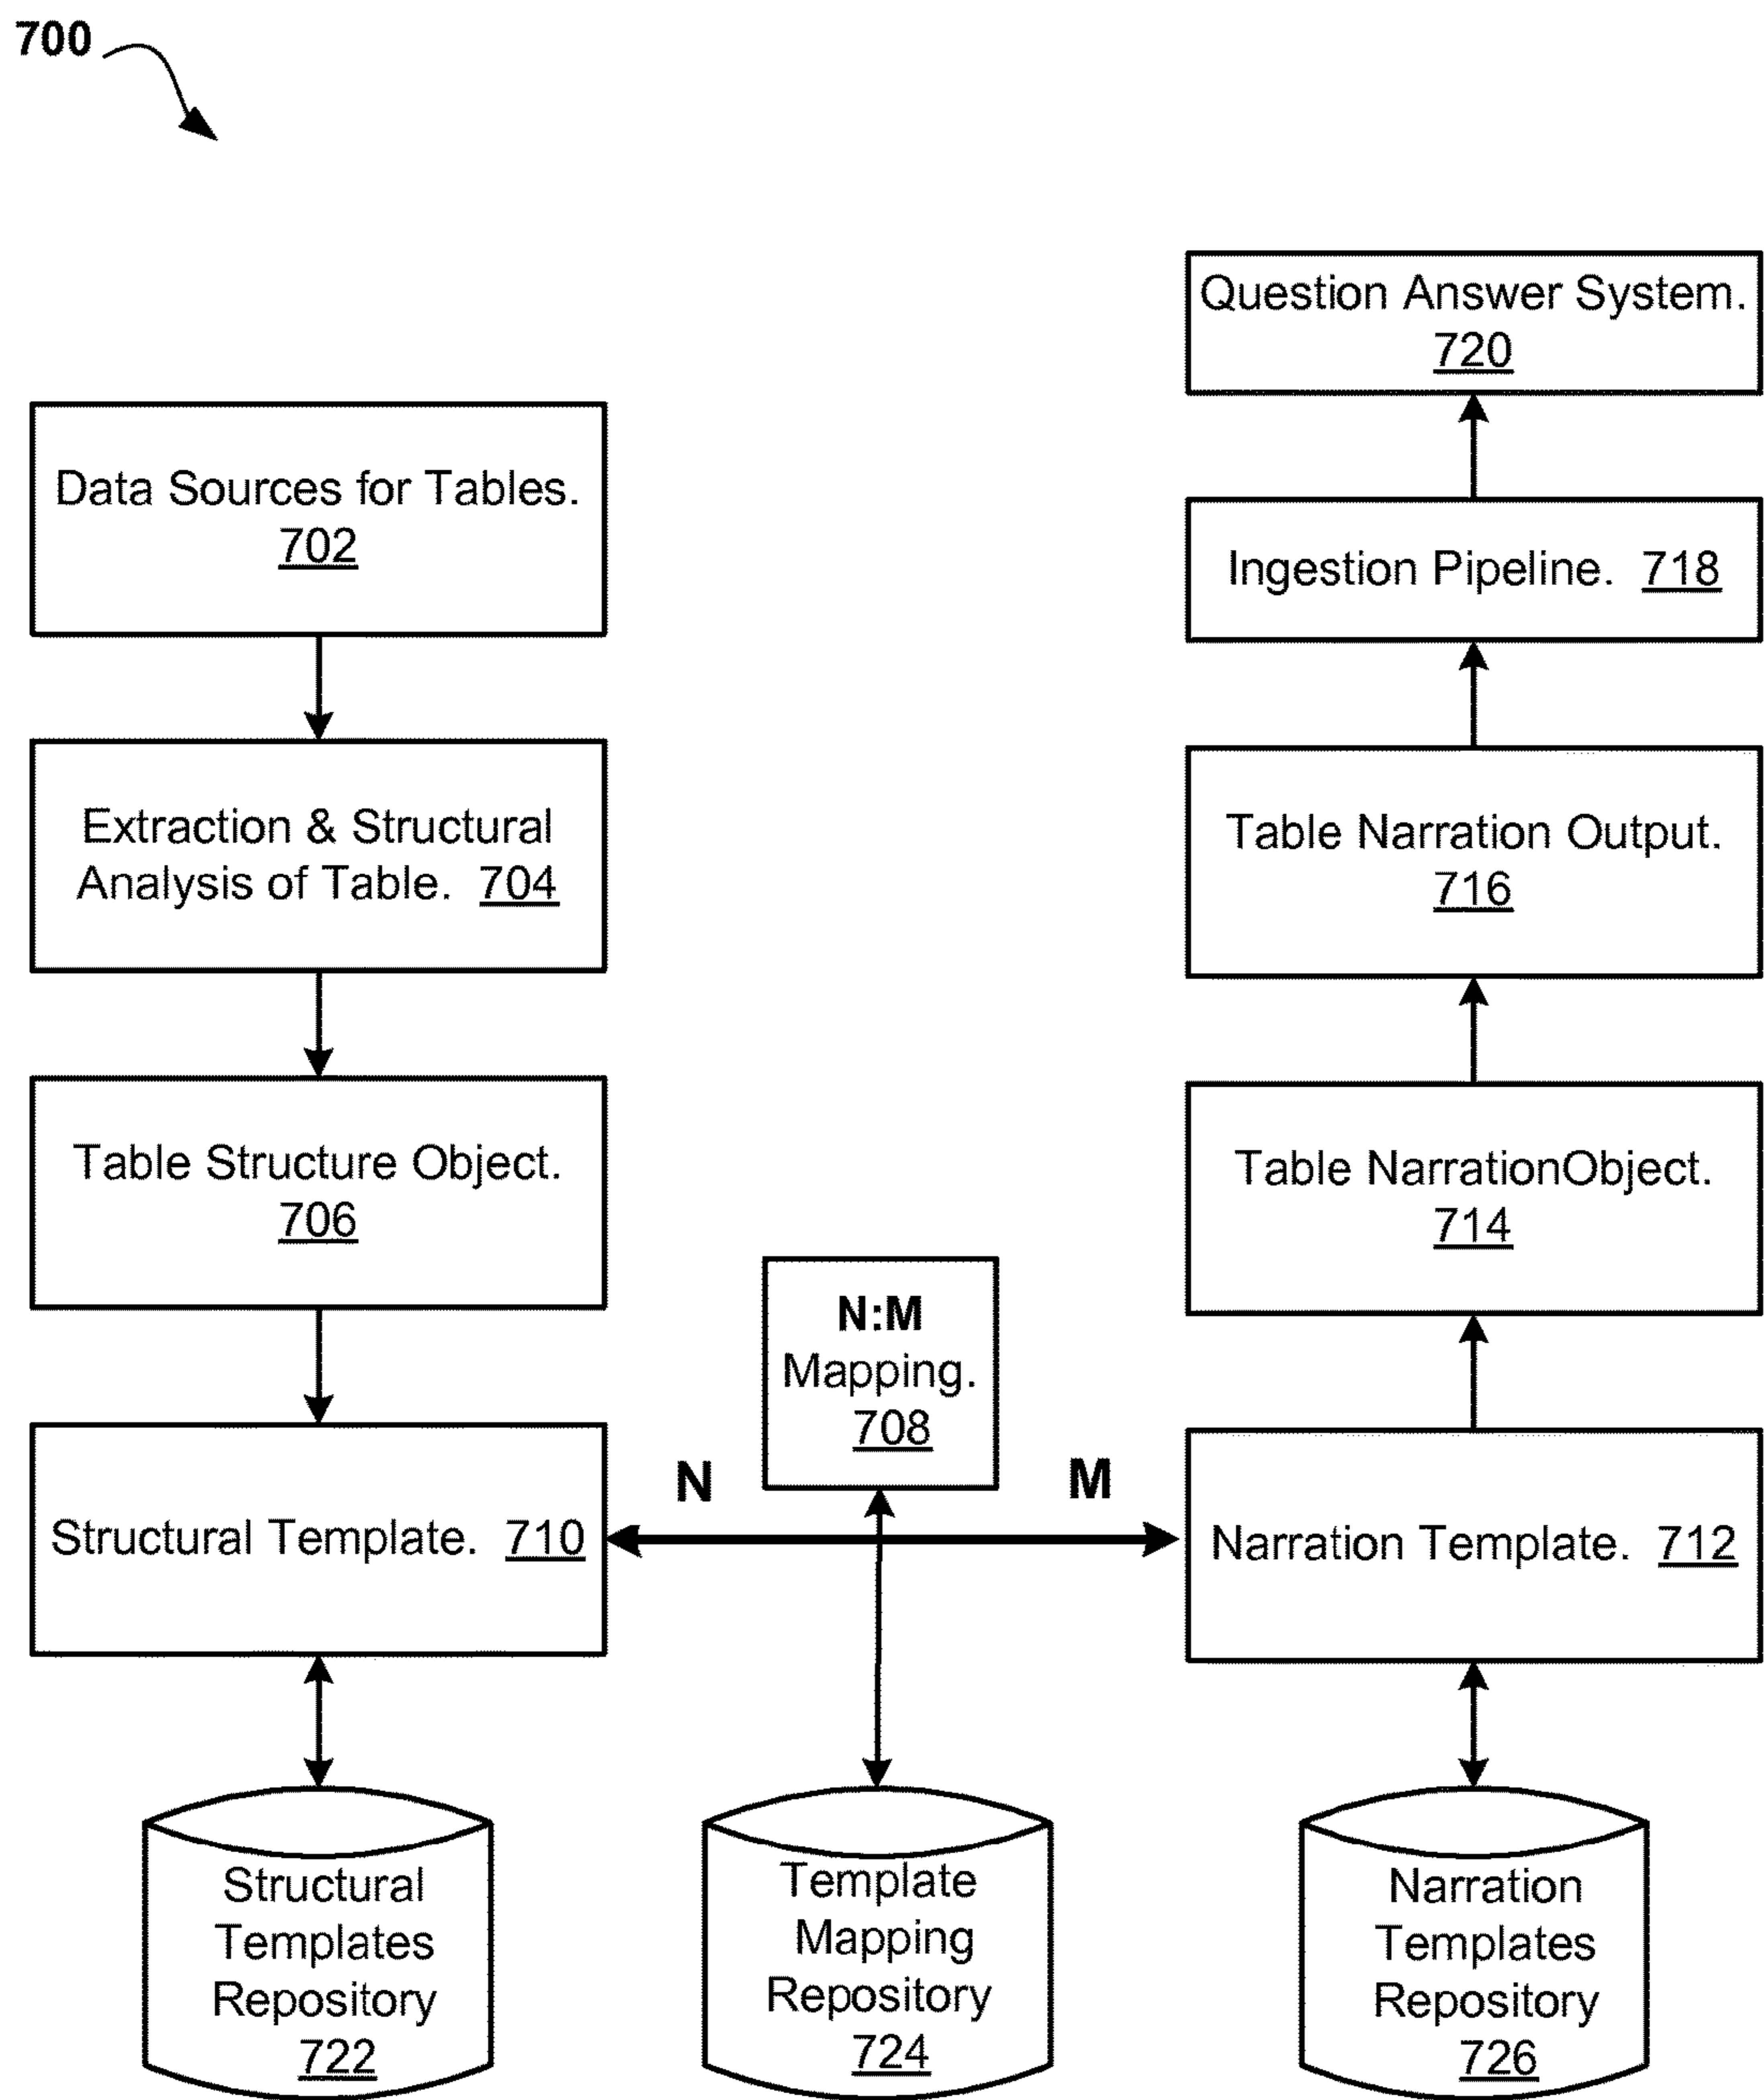 700
Question Answer System.
720
Data Sources for Tables.
702
Ingestion Pipeline. 718
Extraction & Structural
Analysis of Table. 704
Table Narration Output.
716
Table Structure Object.
706
Table NarrationObject.
714
N:M
Mapping.
708
N
M
Structural Template. 710
Narration Template. 712
Structural
Templates
Repository
722
Template
Mapping
Repository
724
Narration
Templates
Repository
726